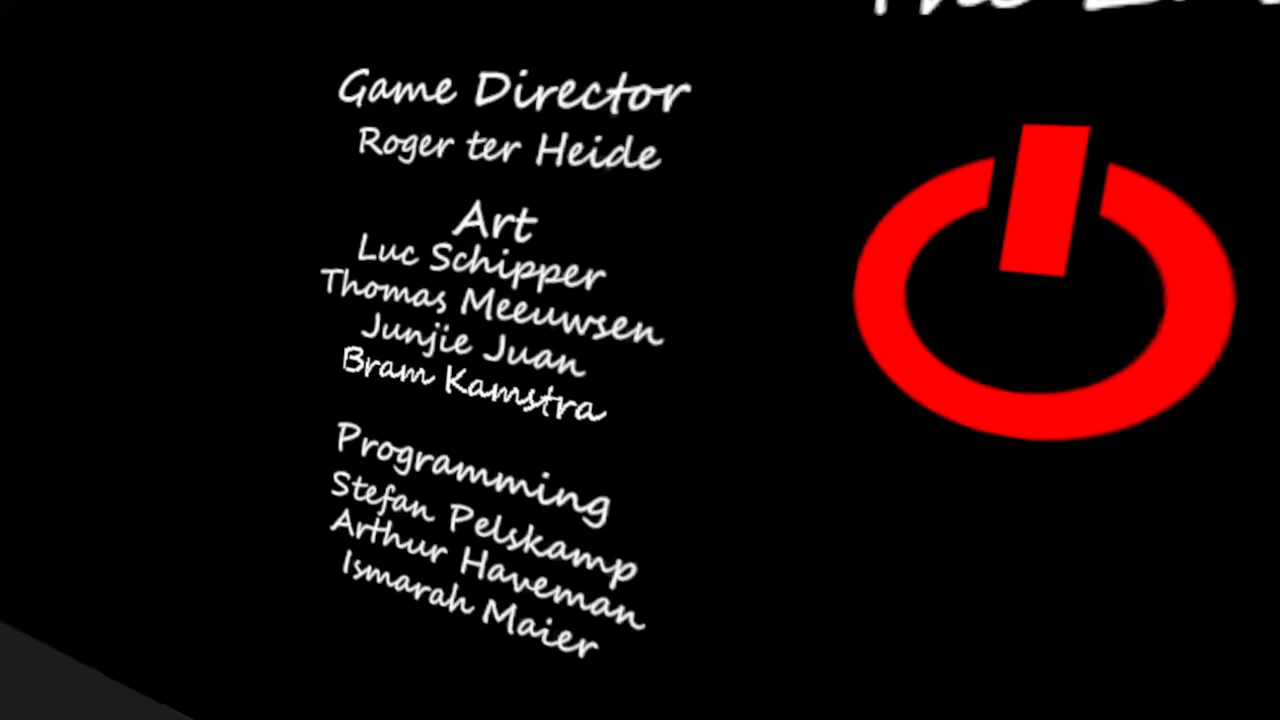 The
Game Director
Roger ter Heide
Art
Luc Schipper
Thomas Meeuwsen
Junjie Juan
Bram Kamstra
Programming
Stefan Pelskamp
Arthur Haveman
Ismarah Maier